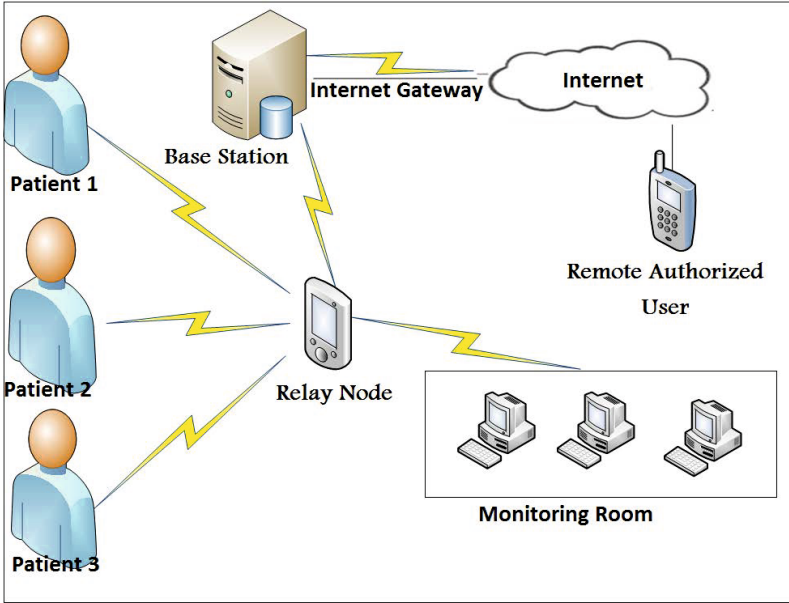 Patient 1
Base Station
Internet Gateway
Internet
Remote Authorized
User
Patient 2
Relay Node
Monitoring Room
Patient 3